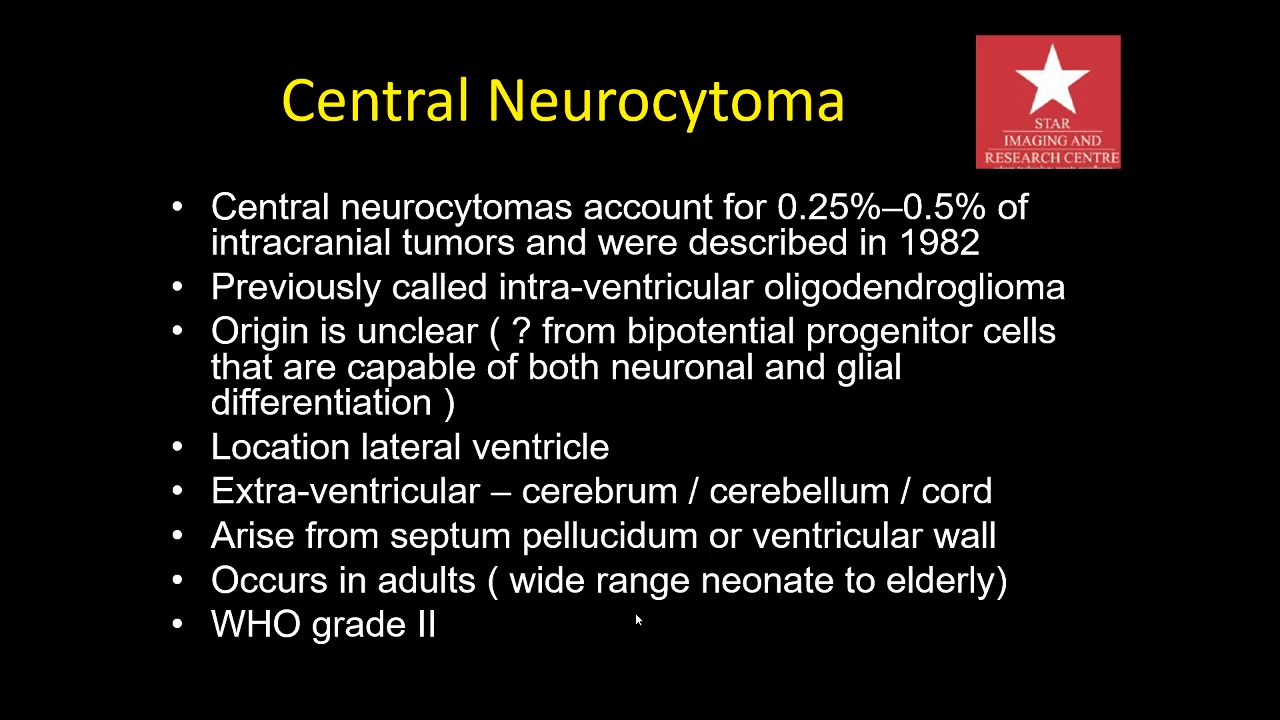 Central Neurocytoma
STAR
IMAGING AND
RESEARCH CENTRE
• Central neurocytomas account for 0.25%–0.5% of
intracranial tumors and were described in 1982
• Previously called intra-ventricular oligodendroglioma
• Origin is unclear ( ? from bipotential progenitor cells
that are capable of both neuronal and glial
differentiation )
• Location lateral ventricle
• Extra-ventricular – cerebrum / cerebellum / cord
• Arise from septum pellucidum or ventricular wall
• Occurs in adults ( wide range neonate to elderly)
• WHO grade II